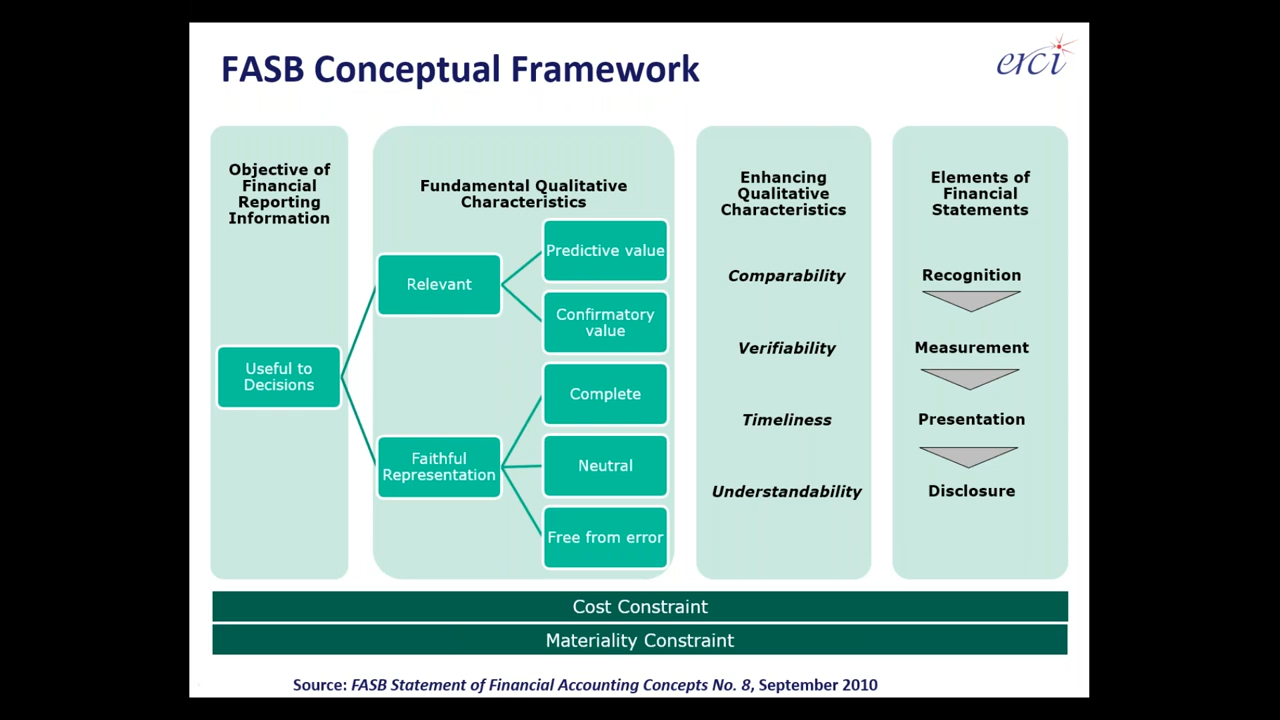 FASB Conceptual Framework
erci
Objective of
Financial
Reporting
Information
Useful to
Decisions
Fundamental Qualitative
Characteristics
Relevant
Predictive value
Confirmatory
value
Faithful
Representation
Complete
Neutral
Free from error
Enhancing
Qualitative
Characteristics
Comparability
Verifiability
Timeliness
Understandability
Elements of
Financial
Statements
Recognition
Measurement
Presentation
Disclosure
Cost Constraint
Materiality Constraint
Source: FASB Statement of Financial Accounting Concepts No. 8, September 2010